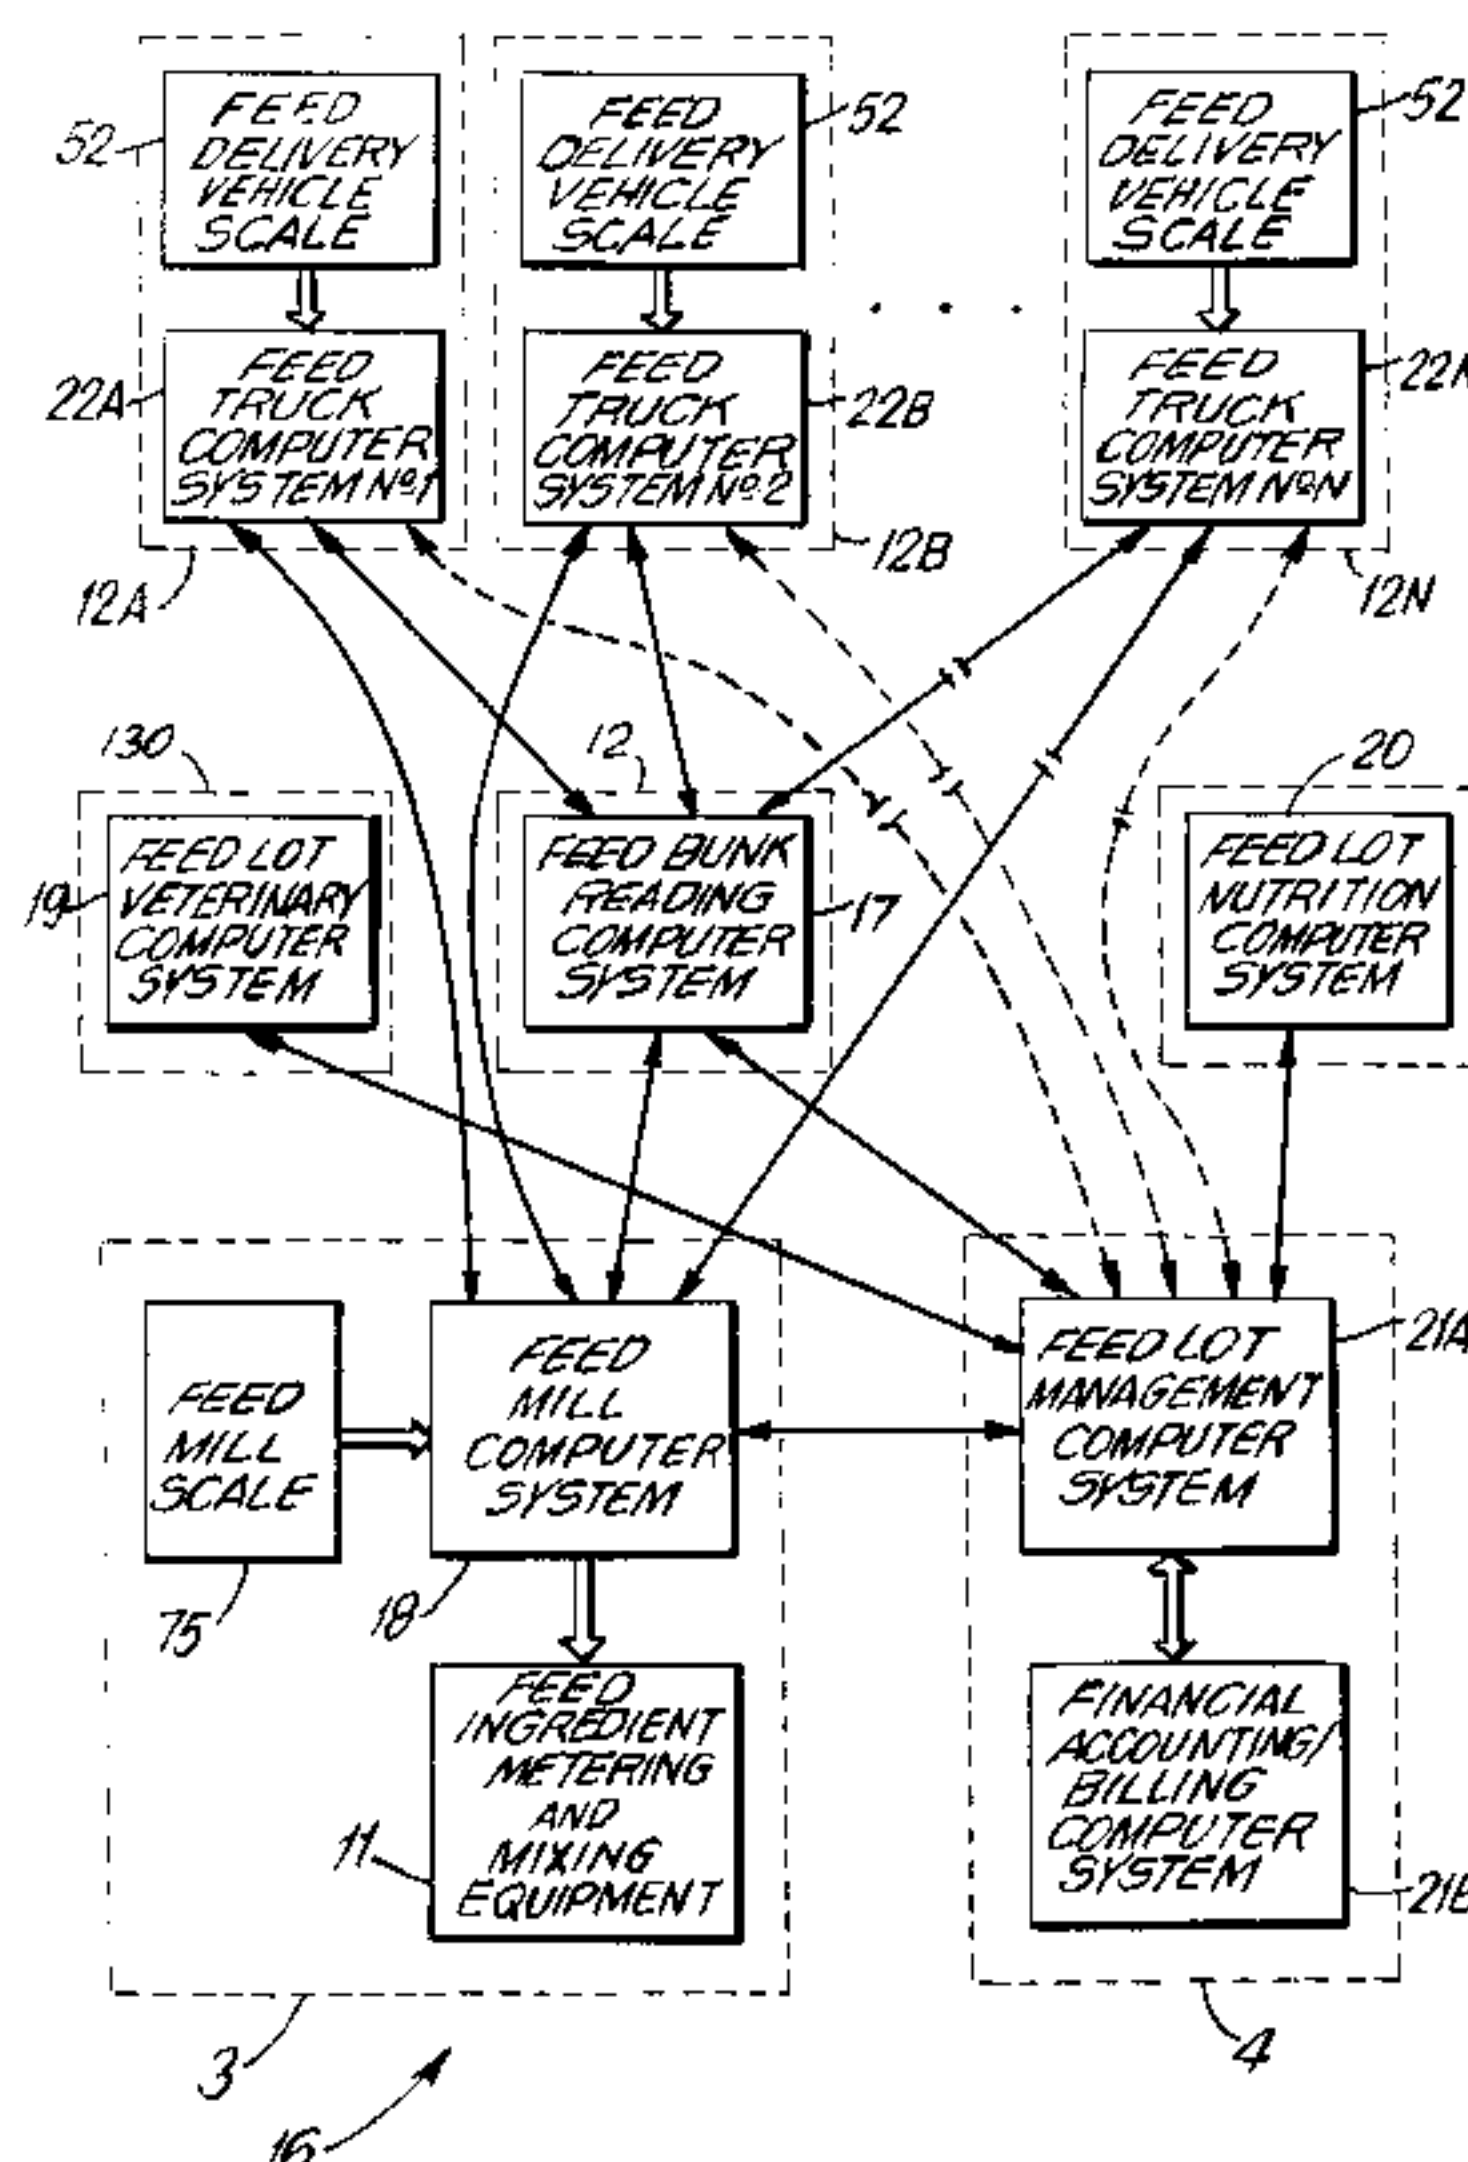 FEED
DELIVERY
VEHICLE
SCALE
52
FEED
DELIVERY
VEHICLE
SCALE
52
FEED
DELIVERY
VEHICLE
SCALE
52
FEED
TRUCK
COMPUTER
SYSTEM Nº1
22A
FEED
TRUCK
COMPUTER
SYSTEM Nº2
22B
FEED
TRUCK
COMPUTER
SYSTEM NºN
22N
12A
12B
12N
130
12
20
FEED LOT
VETERINARY
COMPUTER
SYSTEM
19
FEED BUNK
READING
COMPUTER
SYSTEM
17
FEED LOT
NUTRITION
COMPUTER
SYSTEM
FEED
MILL
SCALE
75
FEED
MILL
COMPUTER
SYSTEM
18
FEED LOT
MANAGEMENT
COMPUTER
SYSTEM
21A
FEED
INGREDIENT
METERING
AND
MIXING
EQUIPMENT
11
FINANCIAL
ACCOUNTING/
BILLING
COMPUTER
SYSTEM
21B
3
4
16